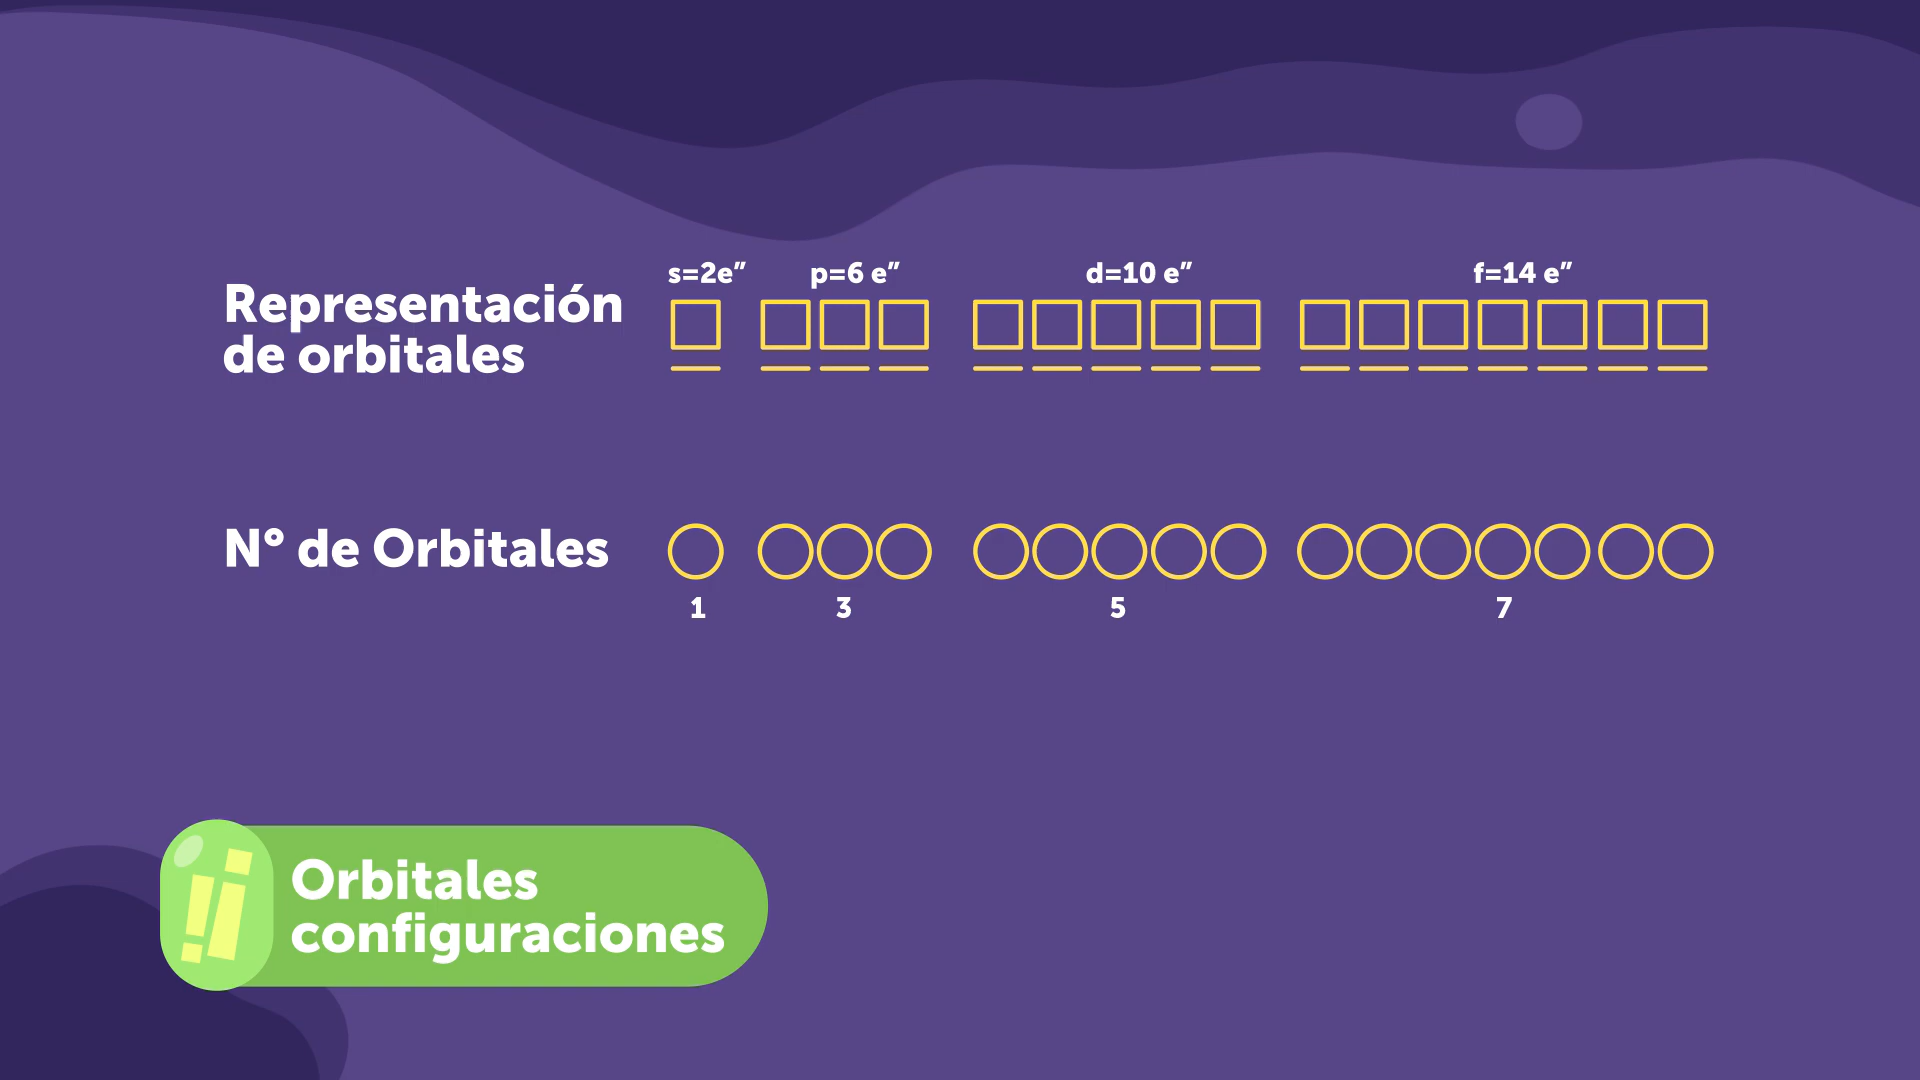 s=2e” p=6 e” d=10 e” f=14 e”
Representación
de orbitales
N° de Orbitales
1 3 5 7
Orbitales
configuraciones